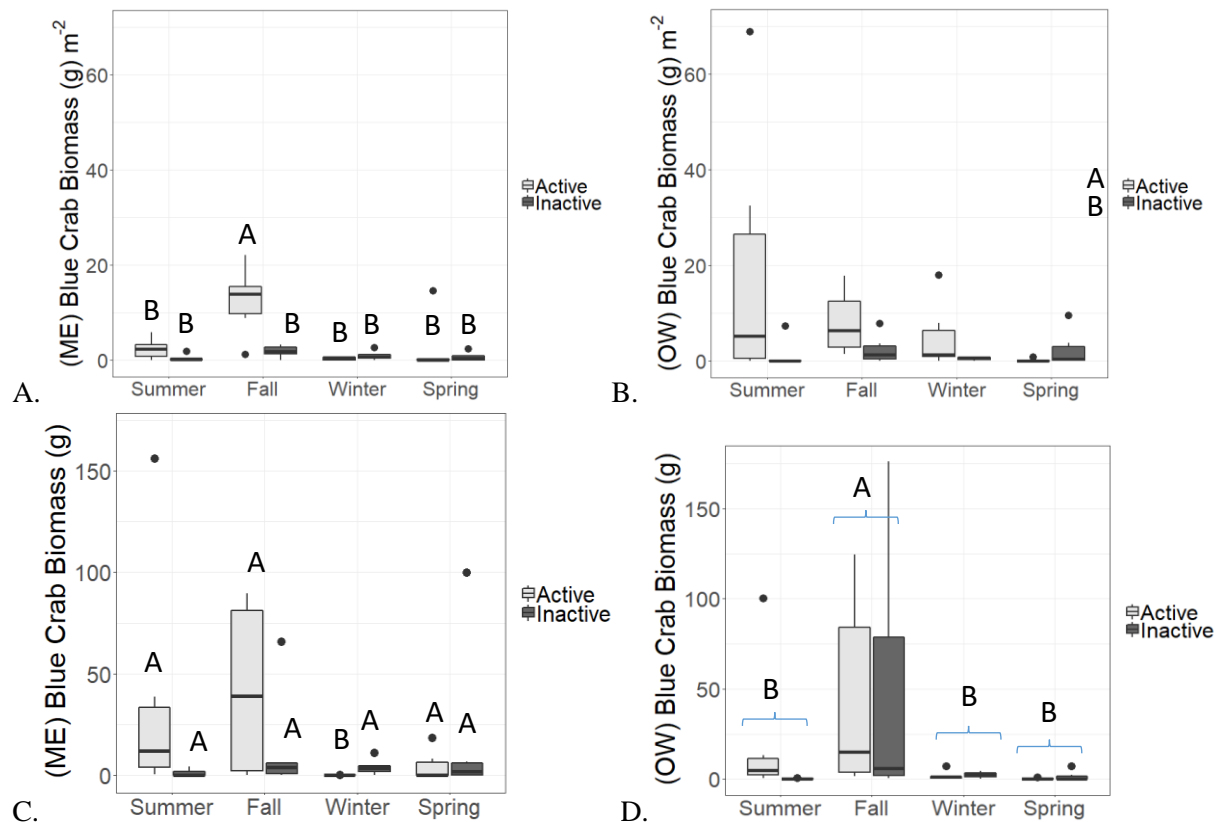 (ME) Blue Crab Biomass (g) m-2
60
40
20
0
A
B
B
B
B
B
B
B
Summer
Fall
Winter
Spring
Active
Inactive
A.
(OW) Blue Crab Biomass (g) m-2
60
40
20
0
Summer
Fall
Winter
Spring
A
B
Active
Inactive
B.
(ME) Blue Crab Biomass (g)
150
100
50
0
A
A
A
A
B
A
A
A
Summer
Fall
Winter
Spring
Active
Inactive
C.
(OW) Blue Crab Biomass (g)
150
100
50
0
B
A
B
B
Summer
Fall
Winter
Spring
Active
Inactive
D.